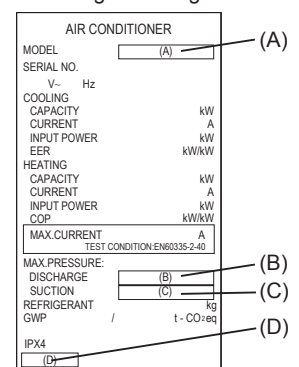 AIR CONDITIONER
MODEL (A)
(A)
SERIAL NO.
V~ Hz
COOLING
CAPACITY kW
CURRENT A
INPUT POWER kW
EER kW/kW
HEATING
CAPACITY kW
CURRENT A
INPUT POWER kW
COP kW/kW
MAX.CURRENT A
TEST CONDITION:EN60335-2-40
MAX.PRESSURE:
DISCHARGE (B)
(B)
SUCTION (C)
(C)
REFRIGERANT kg
GWP / t - CO2eq
(D)
IPX4
(D)